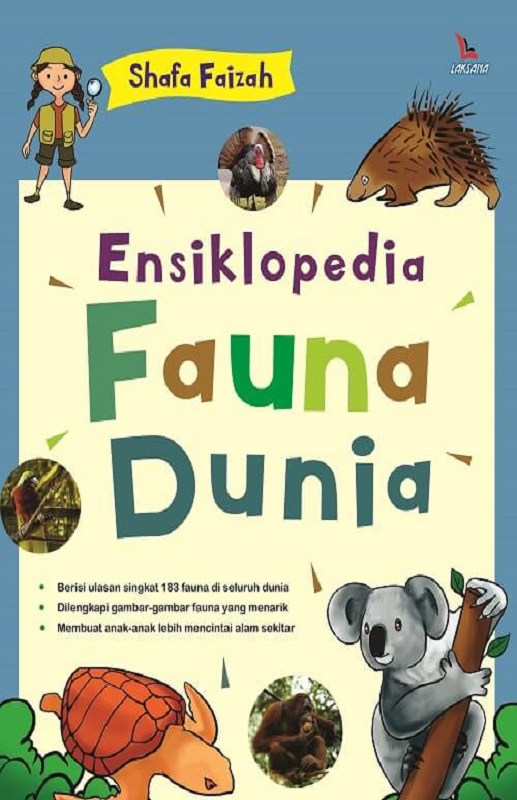 Shafa Faizah
LAKSANA
Ensiklopedia
Fauna
Dunia
• Berisi ulasan singkat 183 fauna di seluruh dunia
• Dilengkapi gambar-gambar fauna yang menarik
• Membuat anak-anak lebih mencintai alam sekitar